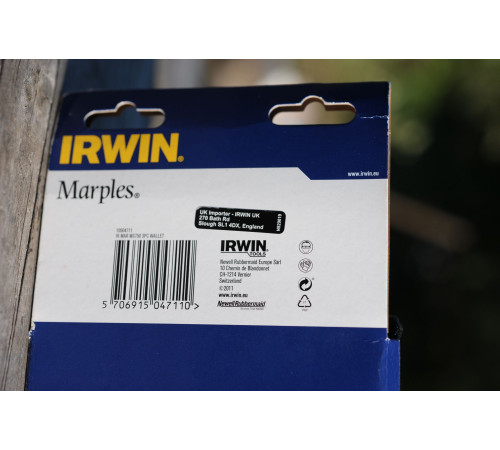 IRWIN®
www.irwin.eu
Marples®
UK Importer - IRWIN UK
270 Bath Rd
Slough SL1 4DX, England
IRWIN
TOOLS
Newell Rubbermaid Europe Sàrl
10 Chemin de Blandonnet
CH-1214 Vernier
Switzerland
©2011
www.irwin.eu
NewellRubbermaid
5 706915 047110 >